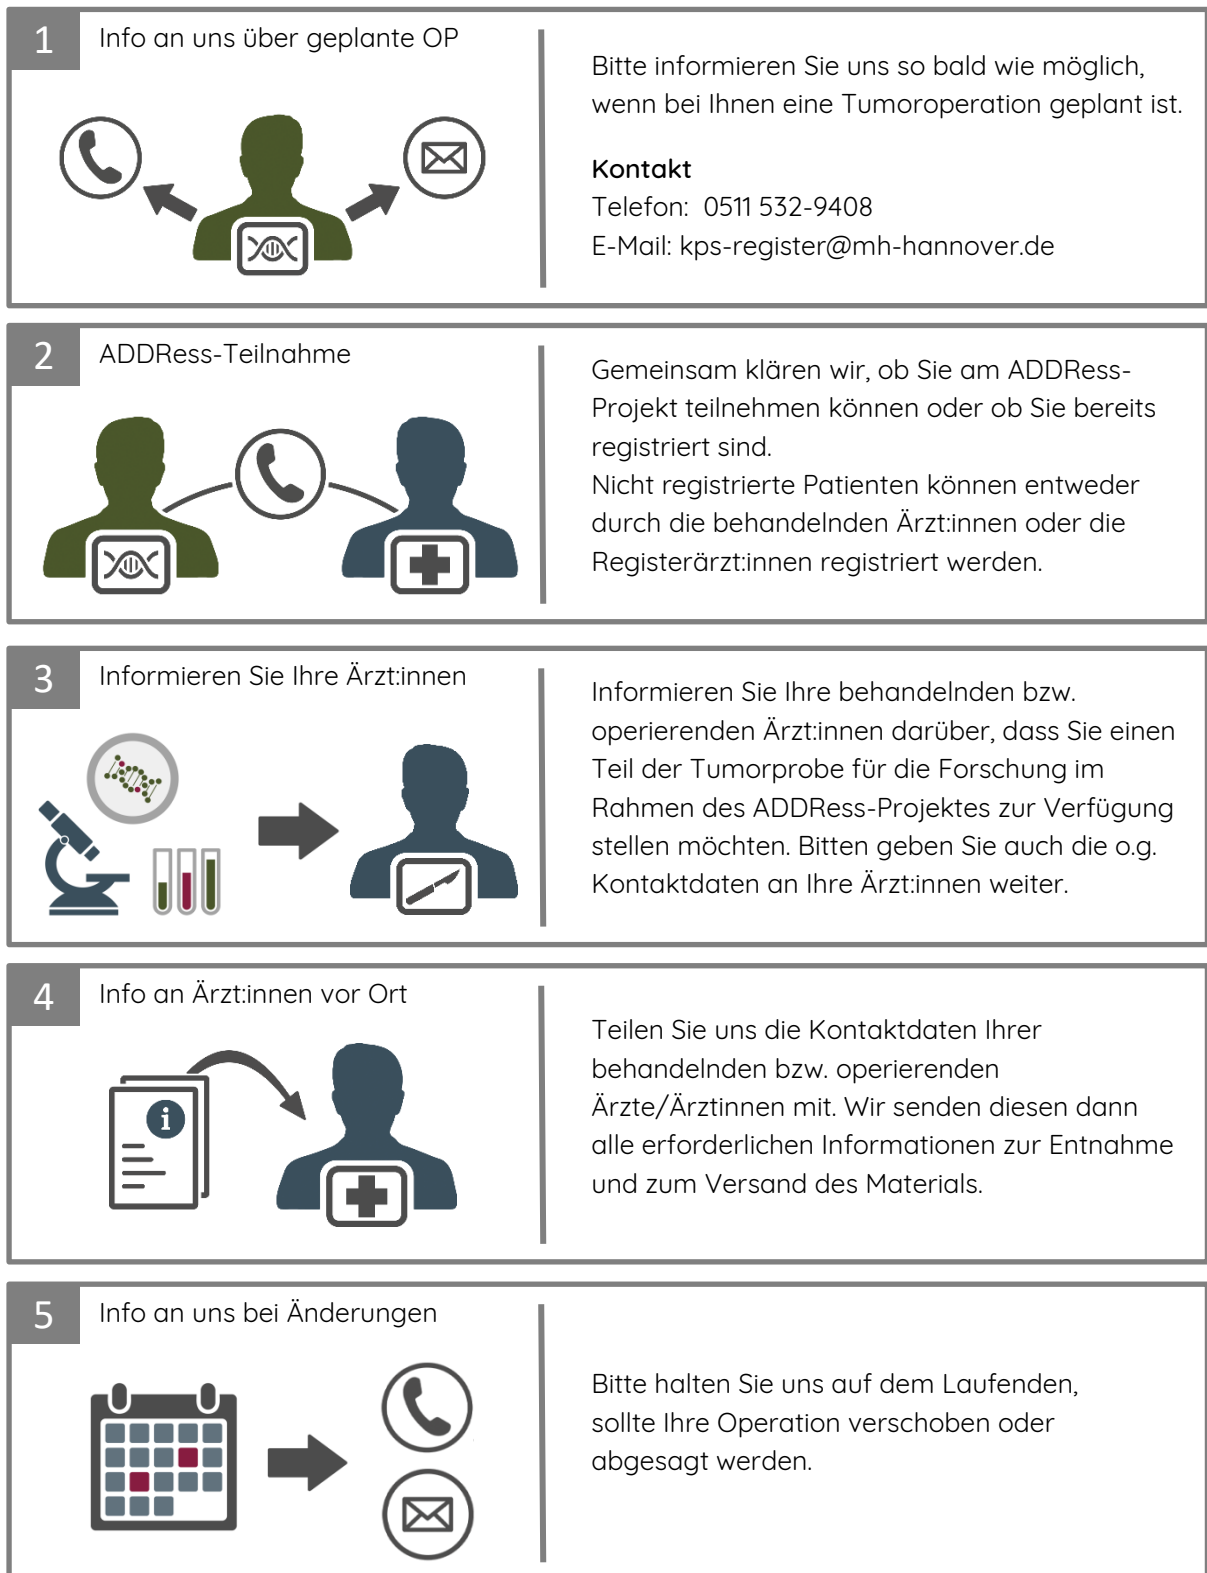 1
Info an uns über geplante OP
Bitte informieren Sie uns so bald wie möglich,
wenn bei Ihnen eine Tumoroperation geplant ist.
Kontakt
Telefon: 0511 532-9408
E-Mail: kps-register@mh-hannover.de
2
ADDRess-Teilnahme
Gemeinsam klären wir, ob Sie am ADDRess-
Projekt teilnehmen können oder ob Sie bereits
registriert sind.
Nicht registrierte Patienten können entweder
durch die behandelnden Ärzt:innen oder die
Registerärzt:innen registriert werden.
3
Informieren Sie Ihre Ärzt:innen
Informieren Sie Ihre behandelnden bzw.
operierenden Ärzt:innen darüber, dass Sie einen
Teil der Tumorprobe für die Forschung im
Rahmen des ADDRess-Projektes zur Verfügung
stellen möchten. Bitten geben Sie auch die o.g.
Kontaktdaten an Ihre Ärzt:innen weiter.
4
Info an Ärzt:innen vor Ort
i
Teilen Sie uns die Kontaktdaten Ihrer
behandelnden bzw. operierenden
Ärzte/Ärztinnen mit. Wir senden diesen dann
alle erforderlichen Informationen zur Entnahme
und zum Versand des Materials.
5
Info an uns bei Änderungen
Bitte halten Sie uns auf dem Laufenden,
sollte Ihre Operation verschoben oder
abgesagt werden.